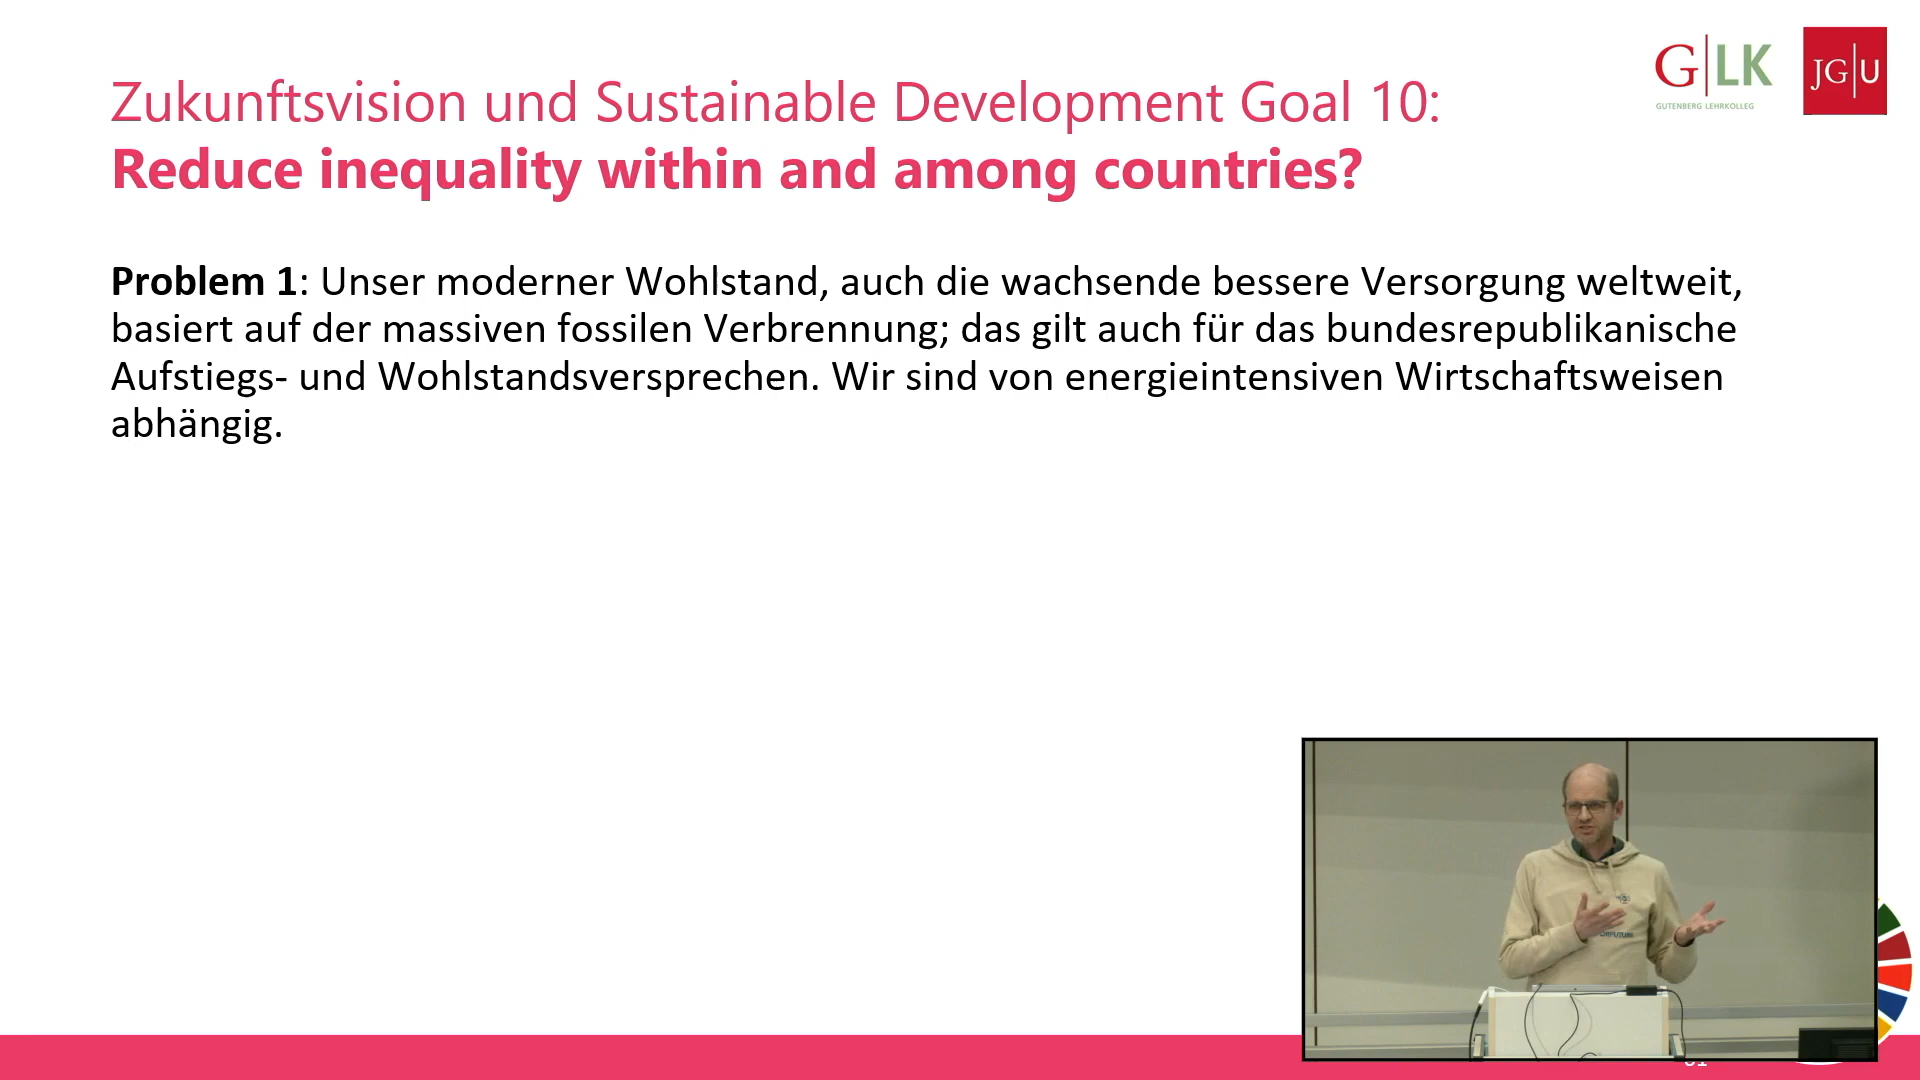 Zukunftsvision und Sustainable Development Goal 10:
Reduce inequality within and among countries?
G|LK
GUTENBERG LEHRKOLLEG
JG|U
Problem 1: Unser moderner Wohlstand, auch die wachsende bessere Versorgung weltweit,
basiert auf der massiven fossilen Verbrennung; das gilt auch für das bundesrepublikanische
Aufstiegs- und Wohlstandsversprechen. Wir sind von energieintensiven Wirtschaftsweisen
abhängig.